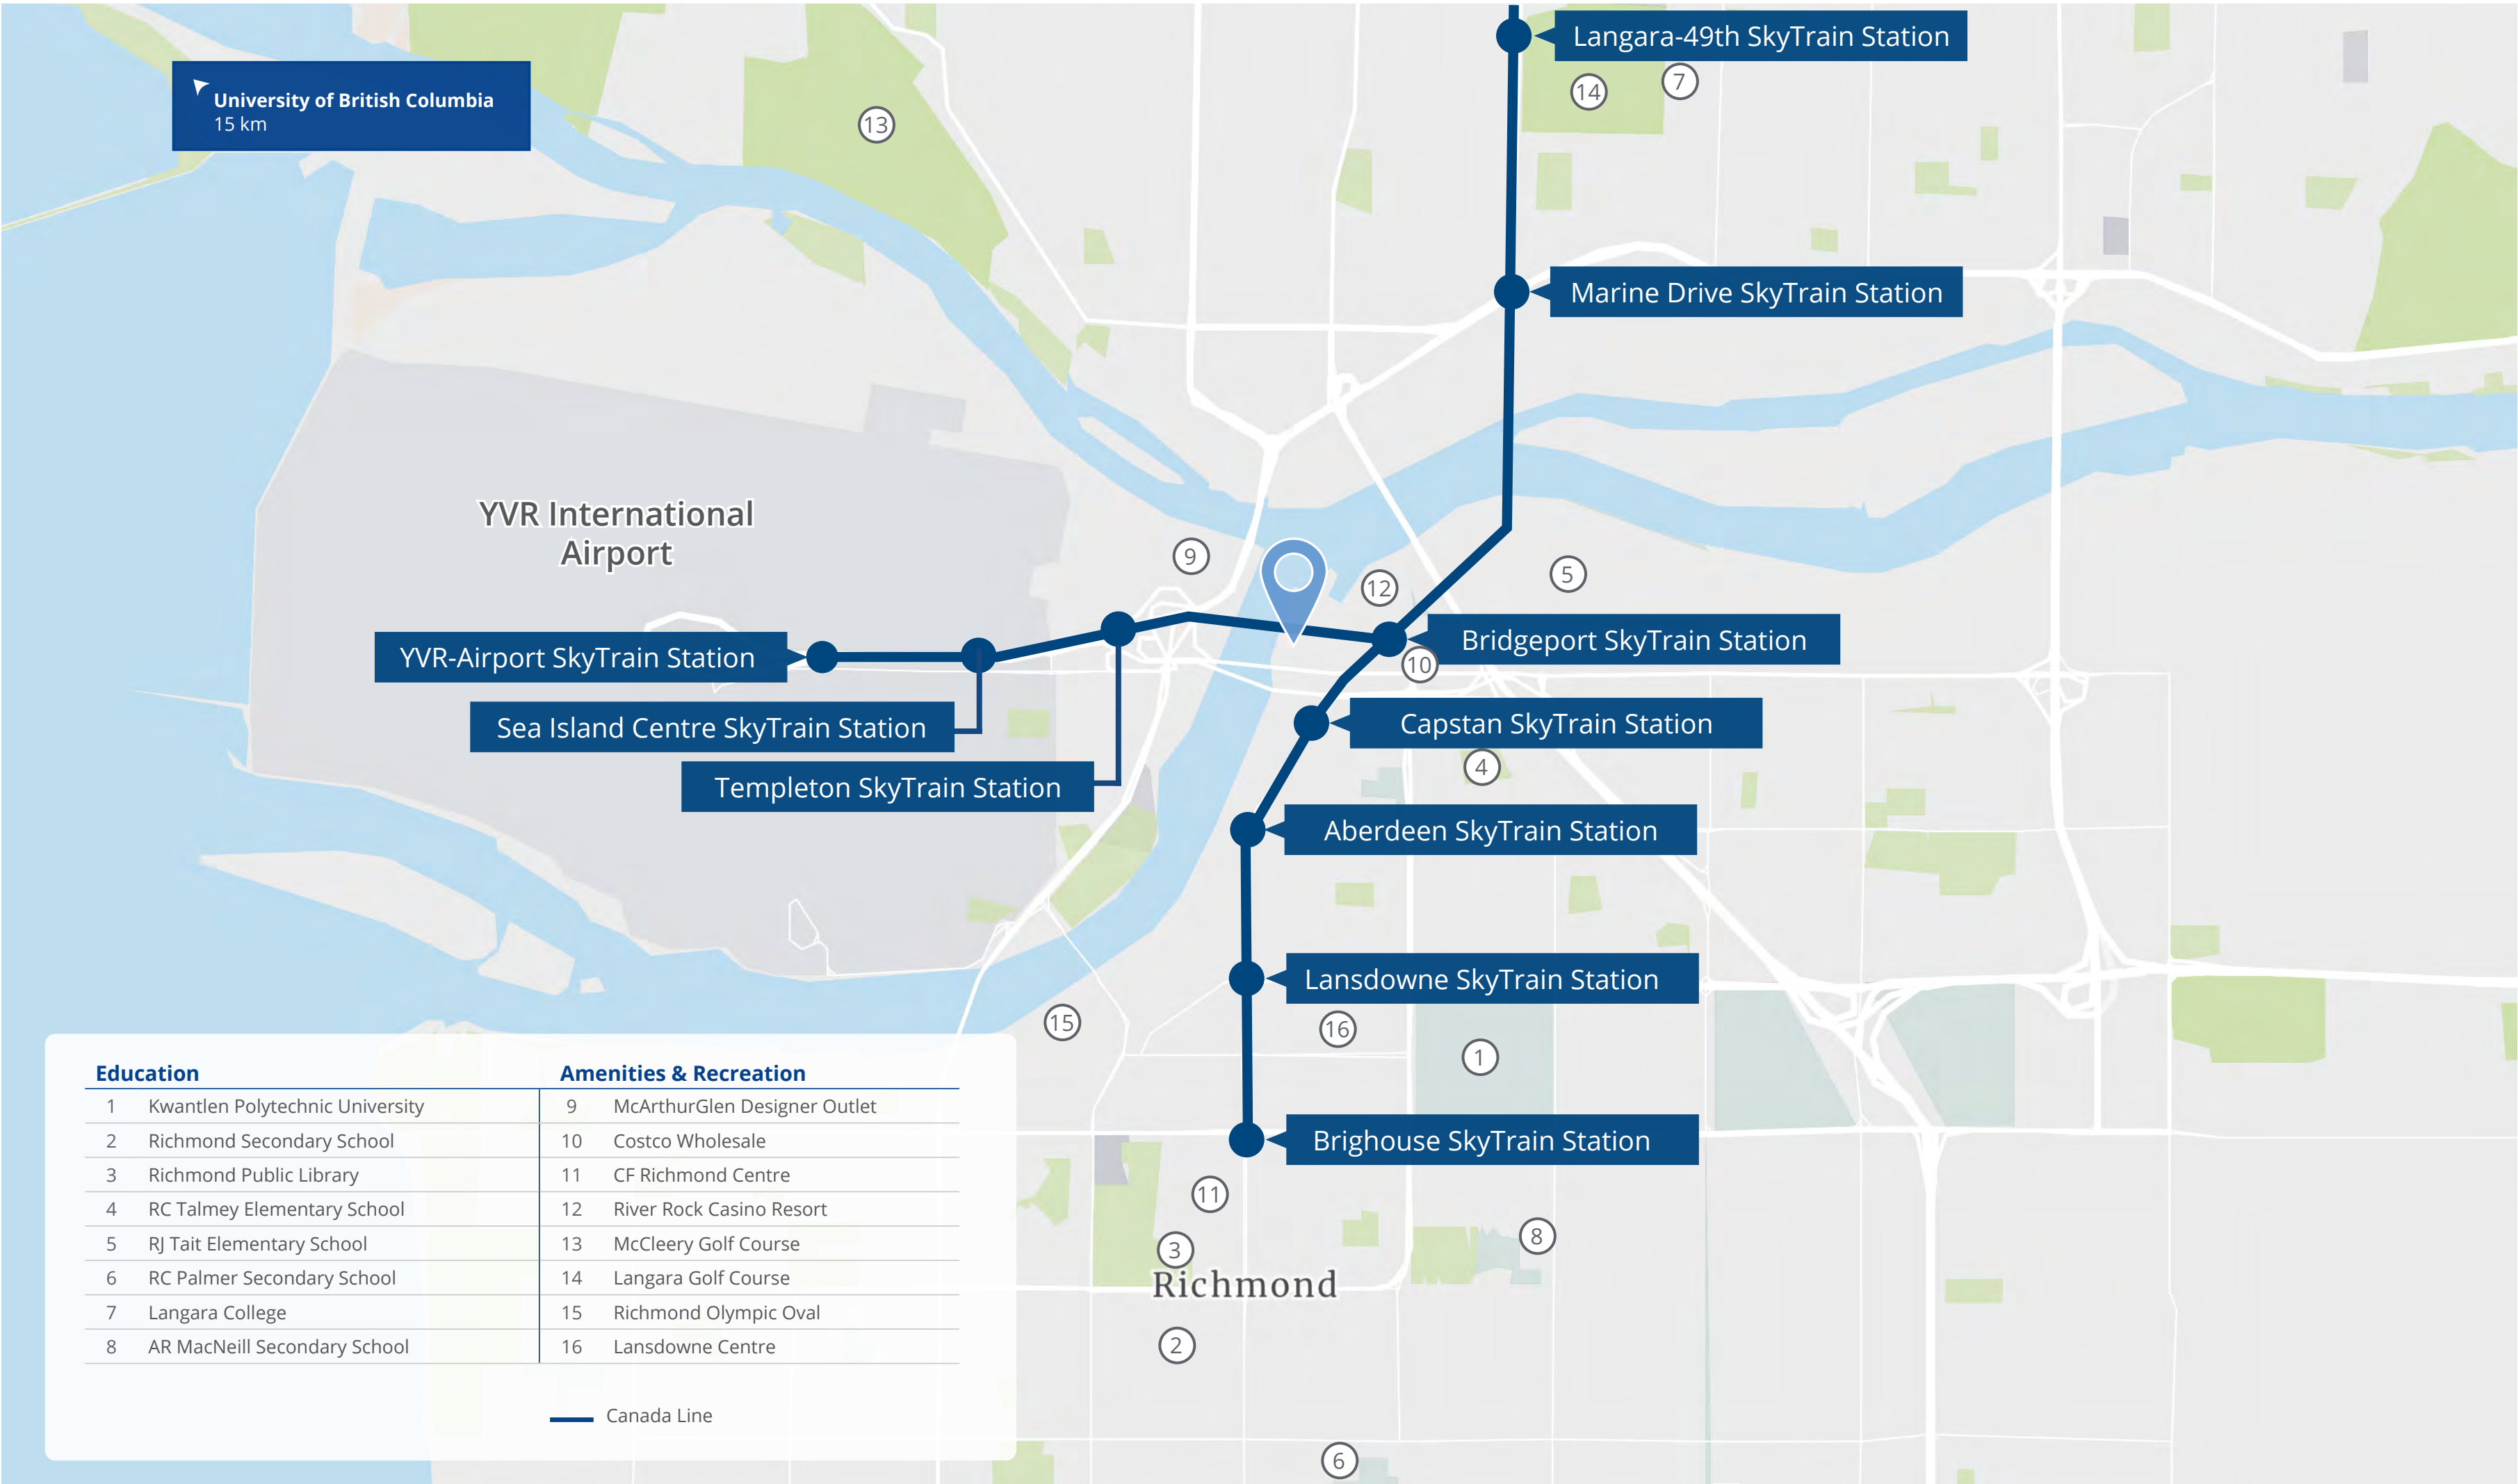 Langara-49th SkyTrain Station
14
7
University of British Columbia
15 km
13
Marine Drive SkyTrain Station
YVR International
Airport
9
12
5
Bridgeport SkyTrain Station
YVR-Airport SkyTrain Station
10
Sea Island Centre SkyTrain Station
Capstan SkyTrain Station
4
Templeton SkyTrain Station
Aberdeen SkyTrain Station
Lansdowne SkyTrain Station
15
16
1
Brighouse SkyTrain Station
11
8
3
Richmond
2
6
Education
1 Kwantlen Polytechnic University
2 Richmond Secondary School
3 Richmond Public Library
4 RC Talmey Elementary School
5 RJ Tait Elementary School
6 RC Palmer Secondary School
7 Langara College
8 AR MacNeill Secondary School
Amenities & Recreation
9 McArthurGlen Designer Outlet
10 Costco Wholesale
11 CF Richmond Centre
12 River Rock Casino Resort
13 McCleery Golf Course
14 Langara Golf Course
15 Richmond Olympic Oval
16 Lansdowne Centre
Canada Line